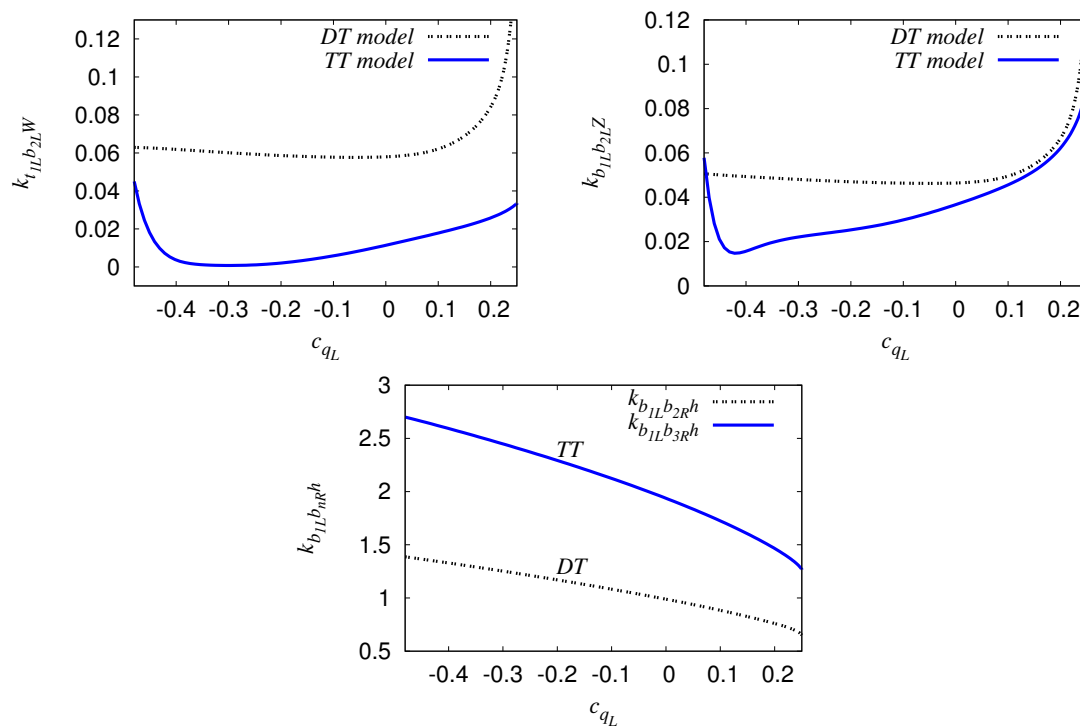 0.12
0.1
0.08
0.06
0.04
0.02
0
k_{t_{1L}b_{2L}W}
DT model
TT model
-0.4 -0.3 -0.2 -0.1 0 0.1 0.2
c_{q_L}
0.12
0.1
0.08
0.06
0.04
0.02
0
k_{b_{1L}b_{2L}Z}
DT model
TT model
-0.4 -0.3 -0.2 -0.1 0 0.1 0.2
c_{q_L}
3
2.5
2
1.5
1
0.5
k_{b_{1L}b_{nR}h}
k_{b_{1L}b_{2R}h}
k_{b_{1L}b_{3R}h}
TT
DT
-0.4 -0.3 -0.2 -0.1 0 0.1 0.2
c_{q_L}